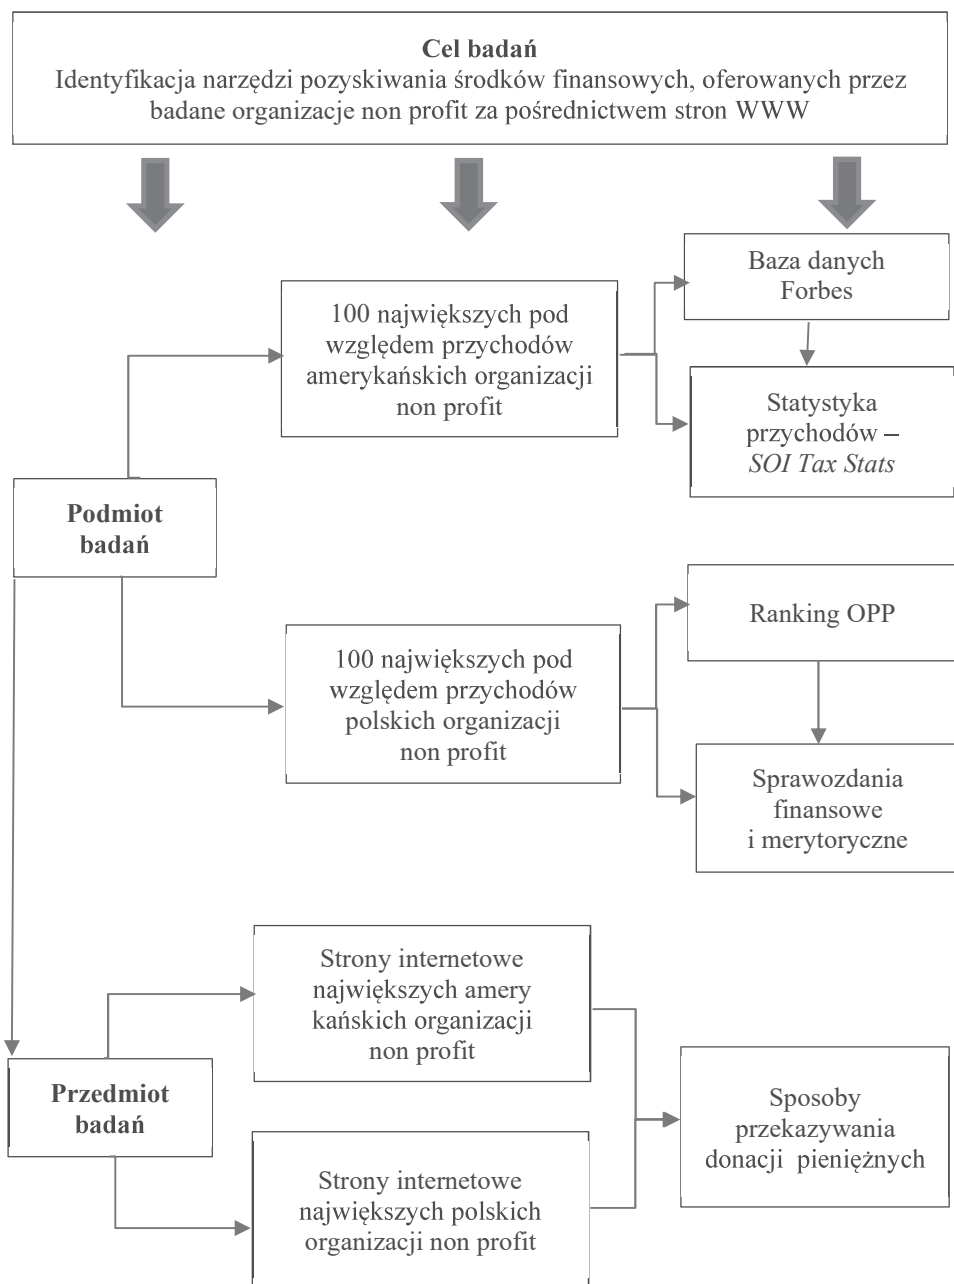 Cel badań
Identyfikacja narzędzi pozyskiwania środków finansowych, oferowanych przez
badane organizacje non profit za pośrednictwem stron WWW
Baza danych
Forbes
100 największych pod
względem przychodów
amerykańskich organizacji
non profit
Statystyka
przychodów –
SOI Tax Stats
Podmiot
badań
Ranking OPP
100 największych pod
względem przychodów
polskich organizacji
non profit
Sprawozdania
finansowe
i merytoryczne
Strony internetowe
największych amery
kańskich organizacji
non profit
Przedmiot
badań
Sposoby
przekazywania
donacji pieniężnych
Strony internetowe
największych polskich
organizacji non profit